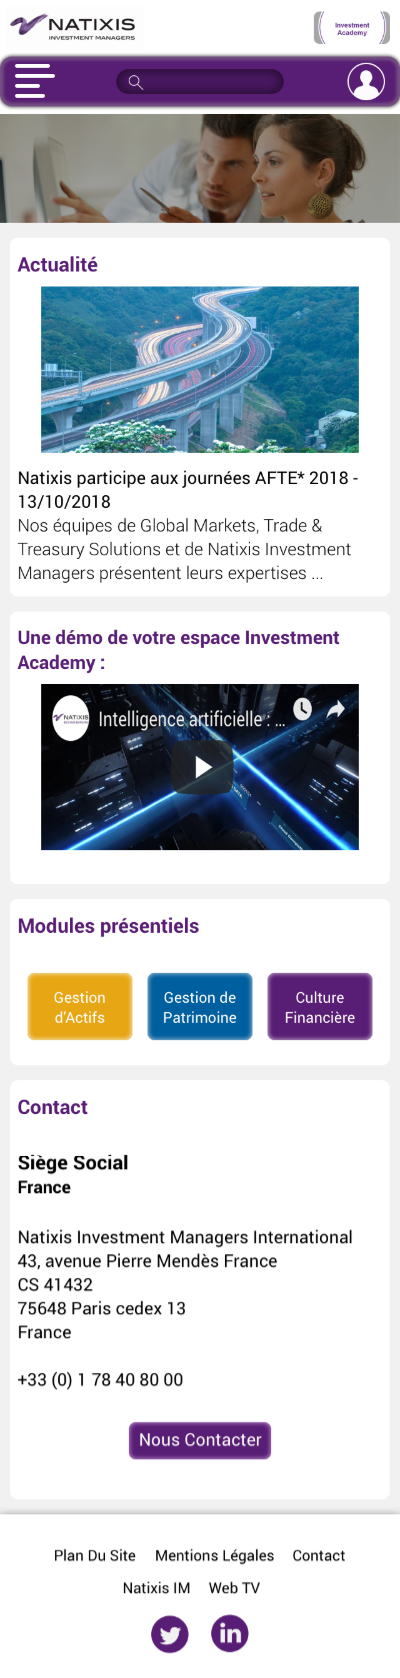 NATIXIS
INVESTMENT MANAGERS
Investment
Academy
Actualité
Natixis participe aux journées AFTE* 2018 -
13/10/2018
Nos équipes de Global Markets, Trade &
Treasury Solutions et de Natixis Investment
Managers présentent leurs expertises ...
Une démo de votre espace Investment
Academy :
NATIXIS
Intelligence artificielle : ...
Modules présentiels
Gestion
d'Actifs
Gestion de
Patrimoine
Culture
Financière
Contact
Siège Social
France
Natixis Investment Managers International
43, avenue Pierre Mendès France
CS 41432
75648 Paris cedex 13
France
+33 (0) 1 78 40 80 00
Nous Contacter
Plan Du Site Mentions Légales Contact
Natixis IM Web TV
in